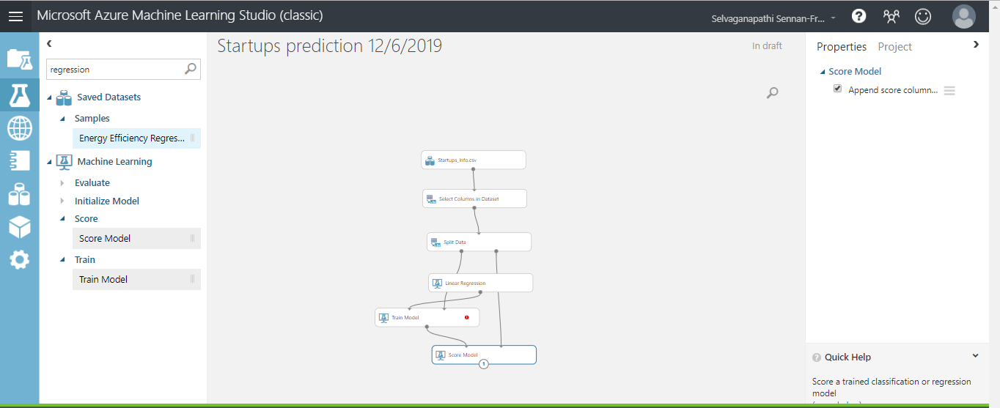 Microsoft Azure Machine Learning Studio (classic)
Selvaganapathi Sennan-Fr...
regression
Saved Datasets
Samples
Energy Efficiency Regres...
Machine Learning
Evaluate
Initialize Model
Score
Score Model
Train
Train Model
Startups prediction 12/6/2019
In draft
Startups_Info.csv
Select Columns in Dataset
Split Data
Linear Regression
Train Model
Score Model
1
Properties Project
Score Model
Append score column...
Quick Help
Score a trained classification or regression
model